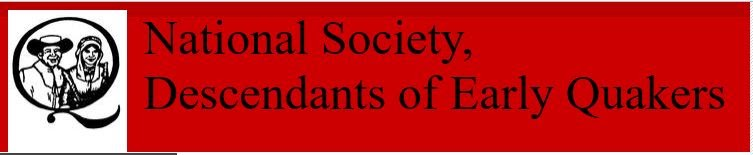 National Society,
Descendants of Early Quakers